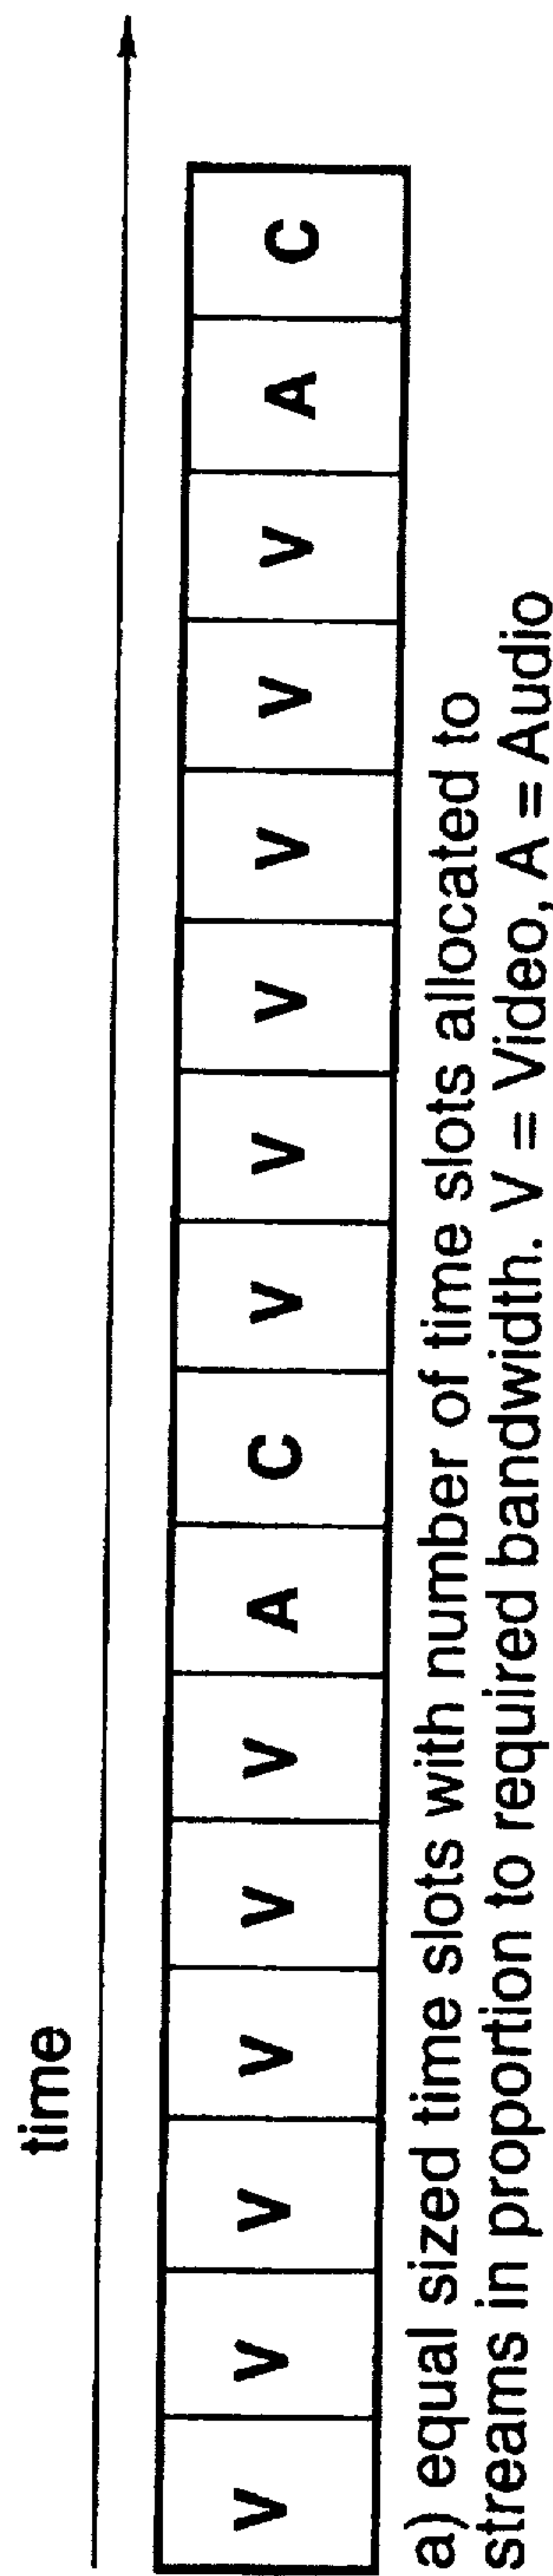 time
V V V V V V A C V V V V V V A C
a) equal sized time slots with number of time slots allocated to
streams in proportion to required bandwidth. V = Video, A = Audio